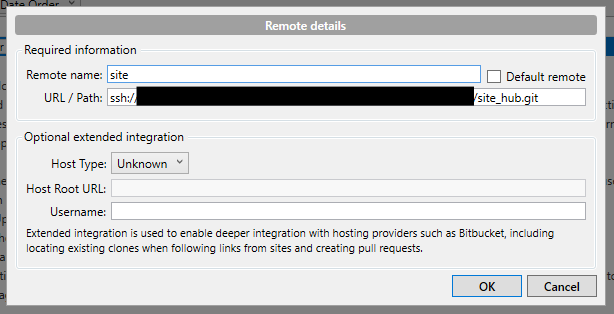 Date Order
Remote details
Required information
Remote name: site
Default remote
URL / Path: ssh:// /site_hub.git
Optional extended integration
Host Type: Unknown
Host Root URL:
Username:
Extended integration is used to enable deeper integration with hosting providers such as Bitbucket, including
locating existing clones when following links from sites and creating pull requests.
OK Cancel